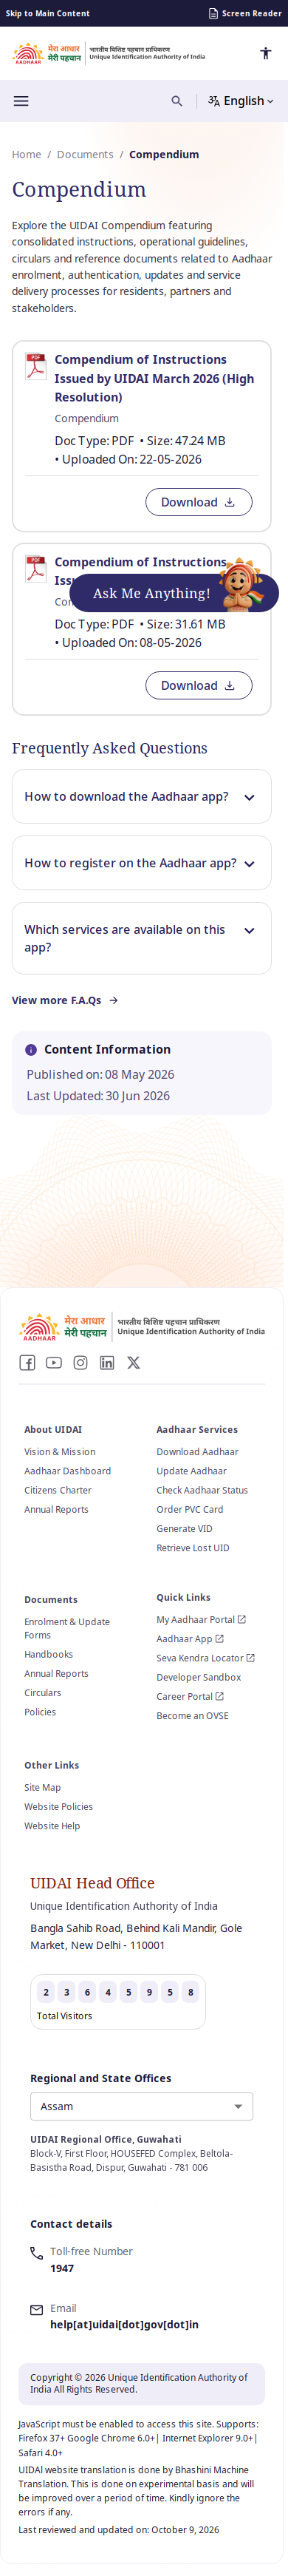 Skip to Main Content
Screen Reader
मेरा आधार
मेरी पहचान
AADHAAR
भारतीय विशिष्ट पहचान प्राधिकरण
Unique Identification Authority of India
English
Home / Documents / Compendium
Compendium
Explore the UIDAI Compendium featuring
consolidated instructions, operational guidelines,
circulars and reference documents related to Aadhaar
enrolment, authentication, updates and service
delivery processes for residents, partners and
stakeholders.
PDF
Compendium of Instructions
Issued by UIDAI March 2026 (High
Resolution)
Compendium
Doc Type: PDF • Size: 47.24 MB
• Uploaded On: 22-05-2026
Download
PDF
Compendium of Instructions
Ask Me Anything!
Doc Type: PDF • Size: 31.61 MB
• Uploaded On: 08-05-2026
Download
Frequently Asked Questions
How to download the Aadhaar app?
How to register on the Aadhaar app?
Which services are available on this
app?
View more F.A.Qs
Content Information
Published on: 08 May 2026
Last Updated: 30 Jun 2026
मेरा आधार
मेरी पहचान
AADHAAR
भारतीय विशिष्ट पहचान प्राधिकरण
Unique Identification Authority of India
About UIDAI
Vision & Mission
Aadhaar Dashboard
Citizens Charter
Annual Reports
Aadhaar Services
Download Aadhaar
Update Aadhaar
Check Aadhaar Status
Order PVC Card
Generate VID
Retrieve Lost UID
Documents
Enrolment & Update
Forms
Handbooks
Annual Reports
Circulars
Policies
Quick Links
My Aadhaar Portal
Aadhaar App
Seva Kendra Locator
Developer Sandbox
Career Portal
Become an OVSE
Other Links
Site Map
Website Policies
Website Help
UIDAI Head Office
Unique Identification Authority of India
Bangla Sahib Road, Behind Kali Mandir, Gole
Market, New Delhi - 110001
2 3 6 4 5 9 5 8
Total Visitors
Regional and State Offices
Assam
UIDAI Regional Office, Guwahati
Block-V, First Floor, HOUSEFED Complex, Beltola-
Basistha Road, Dispur, Guwahati - 781 006
Contact details
Toll-free Number
1947
Email
help[at]uidai[dot]gov[dot]in
Copyright © 2026 Unique Identification Authority of
India All Rights Reserved.
JavaScript must be enabled to access this site. Supports:
Firefox 37+ Google Chrome 6.0+| Internet Explorer 9.0+|
Safari 4.0+
UIDAI website translation is done by Bhashini Machine
Translation. This is done on experimental basis and will
be improved over a period of time. Kindly ignore the
errors if any.
Last reviewed and updated on: October 9, 2026